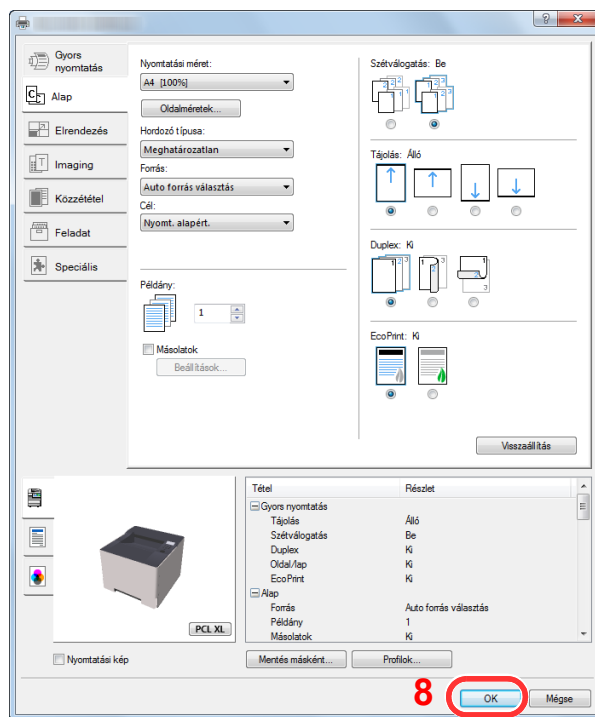 Gyors
nyomtatás
Alap
Elrendezés
Imaging
Közzététel
Feladat
Speciális
Nyomtatási méret:
A4 [100%]
Oldalméretek...
Hordozó típusa:
Meghatározatlan
Forrás:
Auto forrás választás
Cél:
Nyomt. alapért.
Példány:
1
Másolatok
Beállítások...
Szétválogatás: Be
Tájolás: Álló
Duplex: Ki
EcoPrint: Ki
Visszaállítás
Tétel Részlet
Gyors nyomtatás
Tájolás Álló
Szétválogatás Be
Duplex Ki
Oldal/lap Ki
EcoPrint Ki
Alap
Forrás Auto forrás választás
Példány 1
Másolatok Ki
PCL XL
Nyomtatási kép
Mentés másként...
Profilok...
8
OK
Mégse